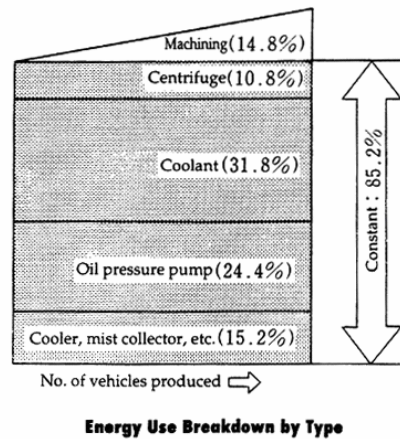 Machining(14.8%)
Centrifuge(10.8%)
Coolant(31.8%)
Oil pressure pump(24.4%)
Cooler, mist collector, etc.(15.2%)
Constant : 85.2%
No. of vehicles produced
Energy Use Breakdown by Type